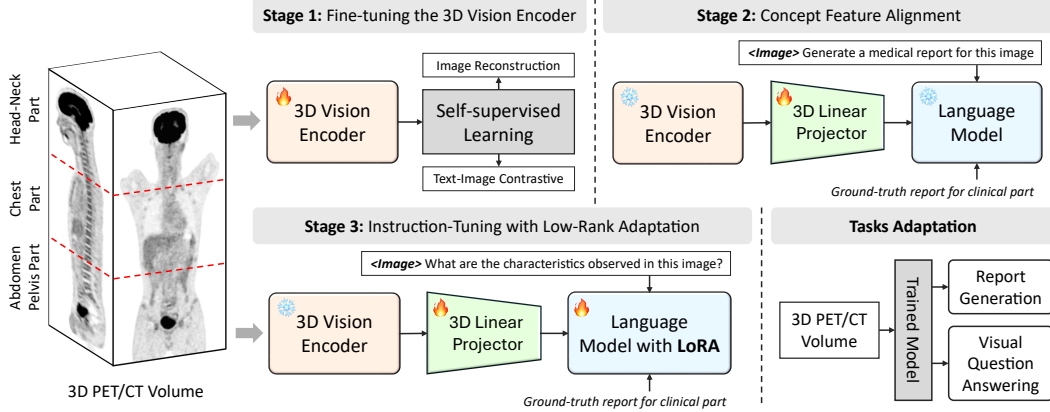 Head-Neck
Part
Chest
Part
Abdomen
Pelvis Part
3D PET/CT Volume
Stage 1: Fine-tuning the 3D Vision Encoder
3D Vision
Encoder
Image Reconstruction
Self-supervised
Learning
Text-Image Contrastive
Stage 2: Concept Feature Alignment
<Image> Generate a medical report for this image
3D Vision
Encoder
3D Linear
Projector
Language
Model
Ground-truth report for clinical part
Stage 3: Instruction-Tuning with Low-Rank Adaptation
<Image> What are the characteristics observed in this image?
3D Vision
Encoder
3D Linear
Projector
Language
Model with LoRA
Ground-truth report for clinical part
Tasks Adaptation
3D PET/CT
Volume
Trained Model
Report
Generation
Visual
Question
Answering